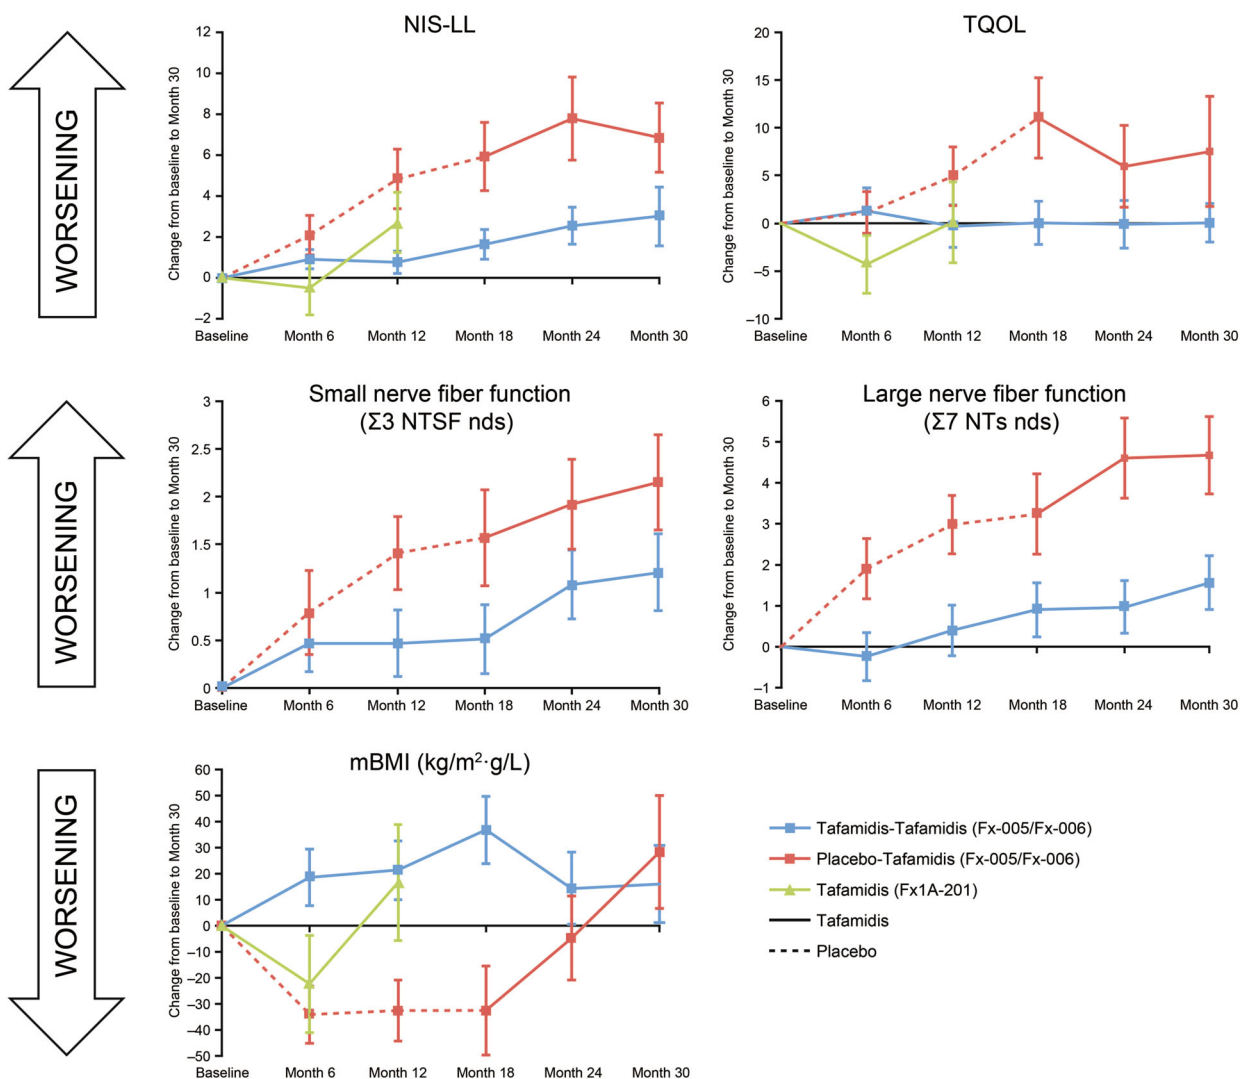 WORSENING
NIS-LL
Change from baseline to Month 30
12
10
8
6
4
2
0
–2
Baseline Month 6 Month 12 Month 18 Month 24 Month 30
TQOL
Change from baseline to Month 30
20
15
10
5
0
–5
–10
Baseline Month 6 Month 12 Month 18 Month 24 Month 30
WORSENING
Small nerve fiber function
(Σ3 NTSF nds)
Change from baseline to Month 30
3
2.5
2
1.5
1
0.5
0
Baseline Month 6 Month 12 Month 18 Month 24 Month 30
Large nerve fiber function
(Σ7 NTs nds)
Change from baseline to Month 30
6
5
4
3
2
1
0
–1
Baseline Month 6 Month 12 Month 18 Month 24 Month 30
WORSENING
mBMI (kg/m²·g/L)
Change from baseline to Month 30
60
50
40
30
20
10
0
–10
–20
–30
–40
–50
Baseline Month 6 Month 12 Month 18 Month 24 Month 30
Tafamidis-Tafamidis (Fx-005/Fx-006)
Placebo-Tafamidis (Fx-005/Fx-006)
Tafamidis (Fx1A-201)
Tafamidis
Placebo